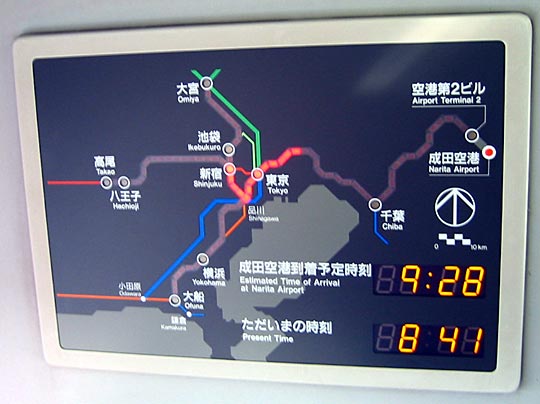 大宮
Omiya
池袋
Ikebukuro
高尾
Takao
八王子
Hachioji
新宿
Shinjuku
東京
Tokyo
品川
Shinagawa
空港第2ビル
Airport Terminal 2
成田空港
Narita Airport
千葉
Chiba
0 10 km
横浜
Yokohama
小田原
Odawara
大船
Ofuna
鎌倉
Kamakura
成田空港到着予定時刻
Estimated Time of Arrival
at Narita Airport
9:28
ただいまの時刻
Present Time
8 41